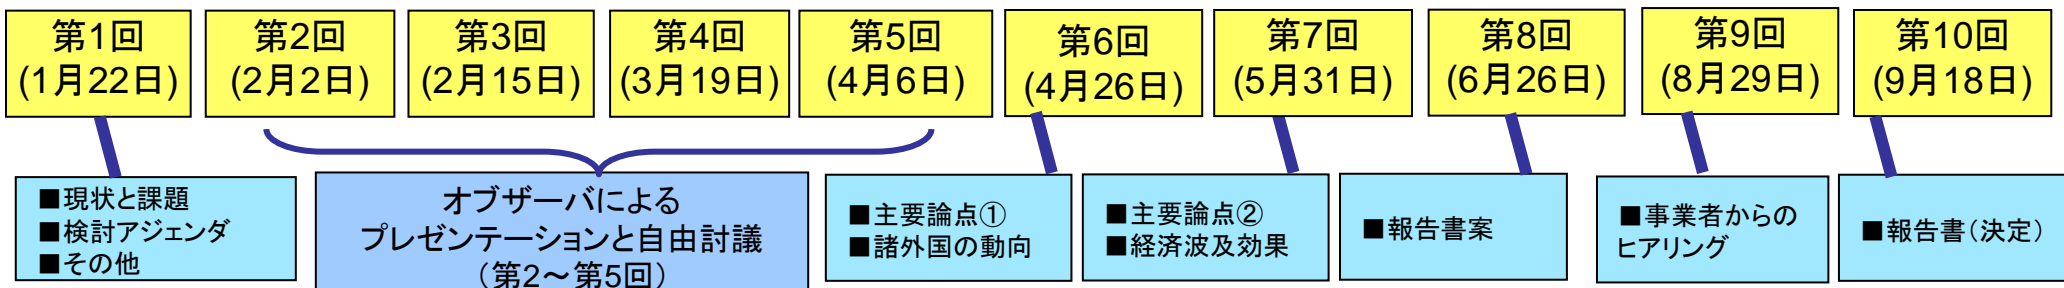 第1回
(1月22日)
第2回
(2月2日)
第3回
(2月15日)
第4回
(3月19日)
第5回
(4月6日)
第6回
(4月26日)
第7回
(5月31日)
第8回
(6月26日)
第9回
(8月29日)
第10回
(9月18日)
■現状と課題
■検討アジェンダ
■その他
オブザーバによる
プレゼンテーションと自由討議
(第2～第5回)
■主要論点①
■諸外国の動向
■主要論点②
■経済波及効果
■報告書案
■事業者からの
ヒアリング
■報告書(決定)